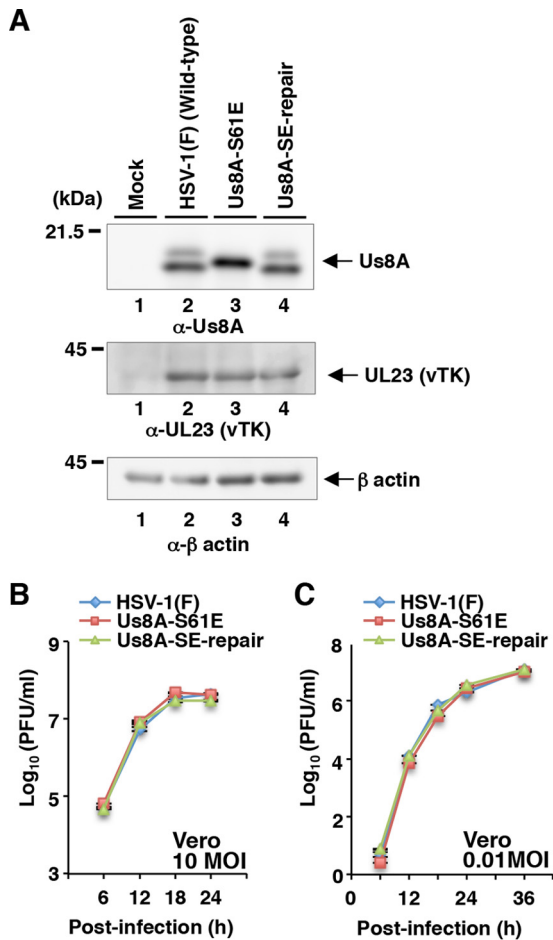 A
Mock
HSV-1(F) (Wild-type)
Us8A-S61E
Us8A-SE-repair
(kDa)
21.5
Us8A
1 2 3 4
α-Us8A
45
UL23 (vTK)
1 2 3 4
α-UL23 (vTK)
45
β actin
1 2 3 4
α-β actin
B
HSV-1(F)
Us8A-S61E
Us8A-SE-repair
9
7
5
3
Log10 (PFU/ml)
Vero
10 MOI
6 12 18 24
Post-infection (h)
C
HSV-1(F)
Us8A-S61E
Us8A-SE-repair
8
6
4
2
0
Log10 (PFU/ml)
Vero
0.01MOI
0 12 24 36
Post-infection (h)